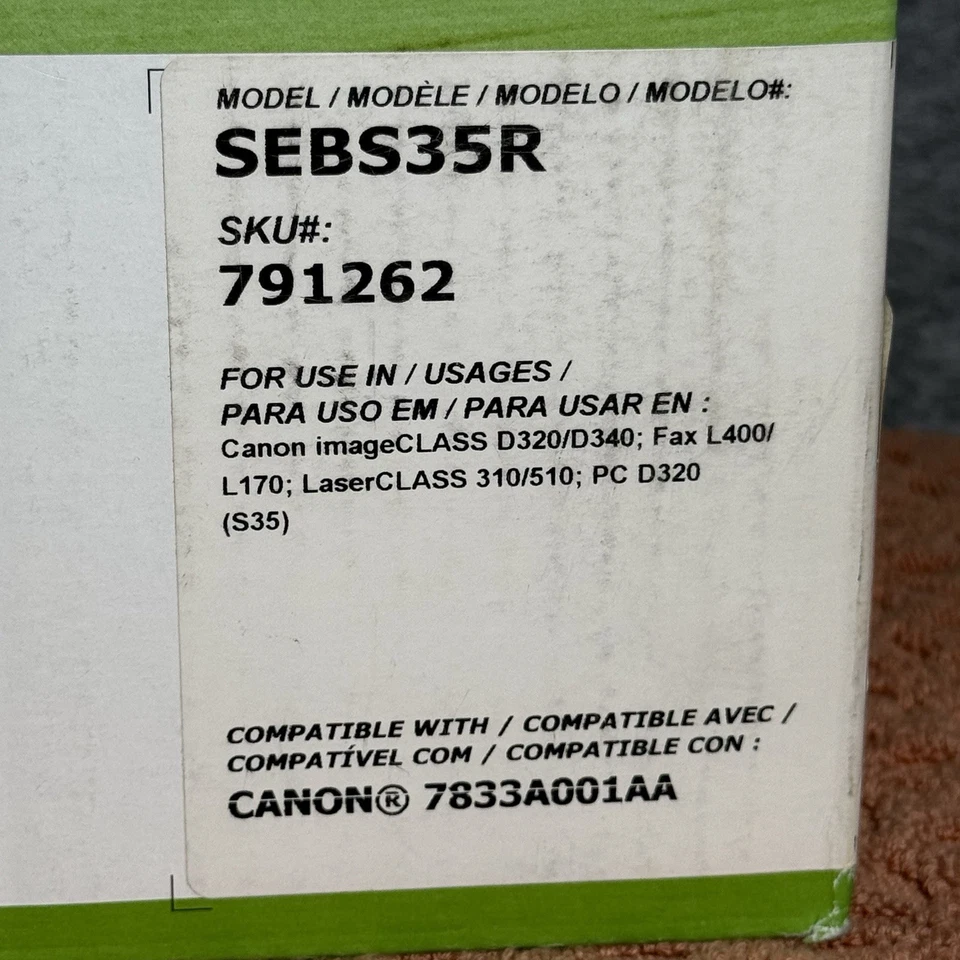 MODEL / MODÈLE / MODELO / MODELO#:
SEBS35R
SKU#:
791262
FOR USE IN / USAGES /
PARA USO EM / PARA USAR EN :
Canon imageCLASS D320/D340; Fax L400/
L170; LaserCLASS 310/510; PC D320
(S35)
COMPATIBLE WITH / COMPATIBLE AVEC /
COMPATÍVEL COM / COMPATIBLE CON :
CANON® 7833A001AA